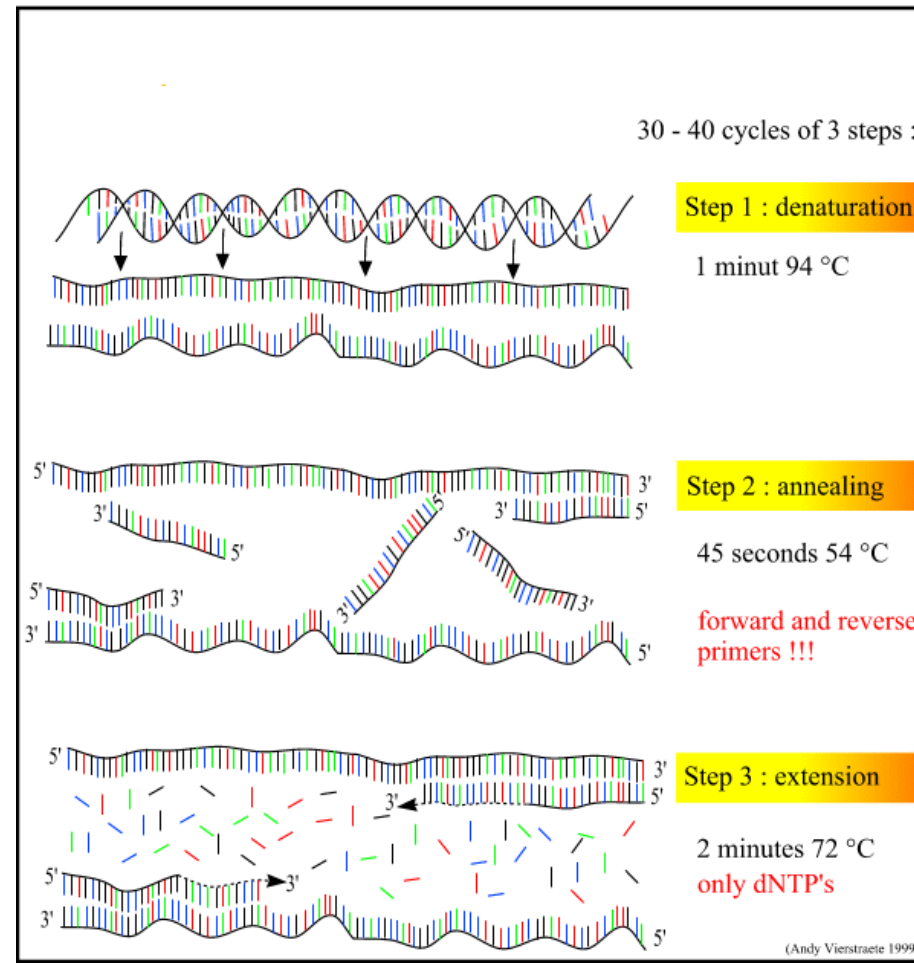 30 - 40 cycles of 3 steps :
Step 1 : denaturation
1 minut 94 °C
5'
3'
Step 2 : annealing
5'
3'
5'
3'
5'
5'
45 seconds 54 °C
5'
3'
3'
3'
forward and reverse
primers !!!
3'
5'
5'
3'
Step 3 : extension
3'
5'
2 minutes 72 °C
5'
3'
only dNTP's
3'
5'
(Andy Vierstraete 1999